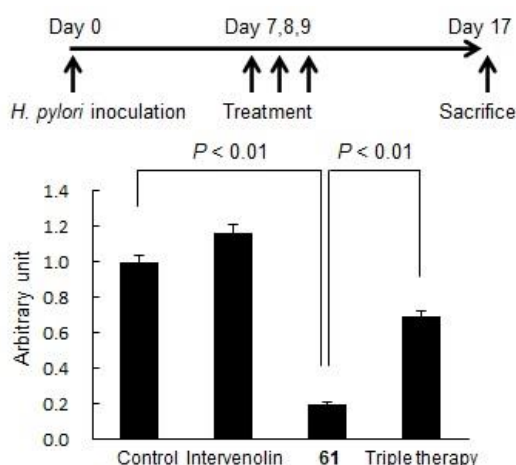 Day 0 Day 7,8,9 Day 17
H. pylori inoculation Treatment Sacrifice
P < 0.01 P < 0.01
1.4
1.2
1.0
0.8
0.6
0.4
0.2
0.0
Arbitrary unit
Control Intervenolin 61 Triple therapy